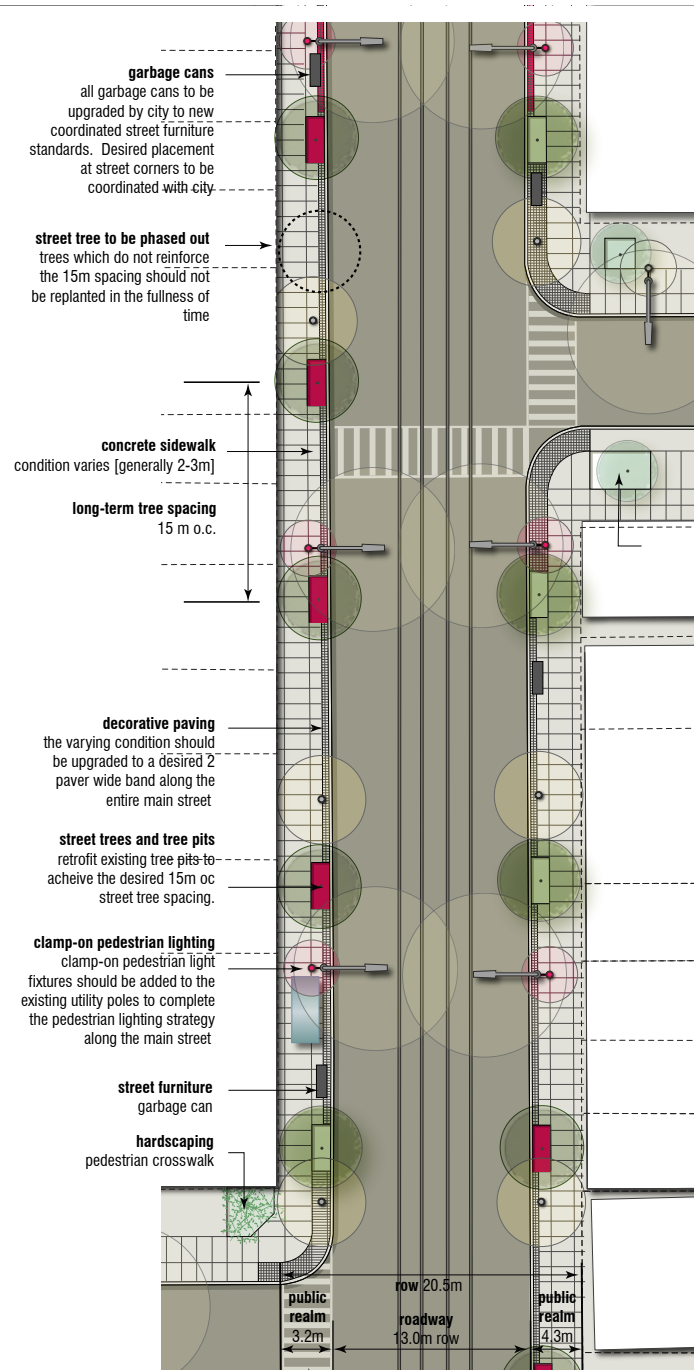 garbage cans
all garbage cans to be
upgraded by city to new
coordinated street furniture
standards. Desired placement
at street corners to be
coordinated with city
street tree to be phased out
trees which do not reinforce
the 15m spacing should not
be replanted in the fullness of
time
concrete sidewalk
condition varies [generally 2-3m]
long-term tree spacing
15 m o.c.
decorative paving
the varying condition should
be upgraded to a desired 2
paver wide band along the
entire main street
street trees and tree pits
retrofit existing tree pits to
acheive the desired 15m oc
street tree spacing.
clamp-on pedestrian lighting
clamp-on pedestrian light
fixtures should be added to the
existing utility poles to complete
the pedestrian lighting strategy
along the main street
street furniture
garbage can
hardscaping
pedestrian crosswalk
row 20.5m
public
realm
3.2m
roadway
13.0m row
public
realm
4.3m